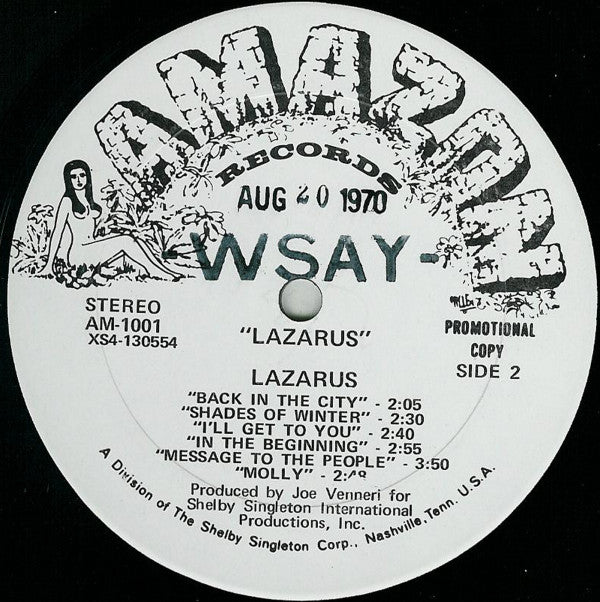 AMAZON
RECORDS
AUG 20 1970
-WSAY-
STEREO
AM-1001
XS4-130554
"LAZARUS"
PROMOTIONAL
COPY
SIDE 2
LAZARUS
"BACK IN THE CITY" - 2:05
"SHADES OF WINTER" - 2:30
"I'LL GET TO YOU" - 2:40
"IN THE BEGINNING" - 2:55
"MESSAGE TO THE PEOPLE" - 3:50
"MOLLY" -
Produced by Joe Venneri for
Shelby Singleton International
Productions, Inc.
A Division of The Shelby Singleton Corp., Nashville, Tenn. U.S.A.